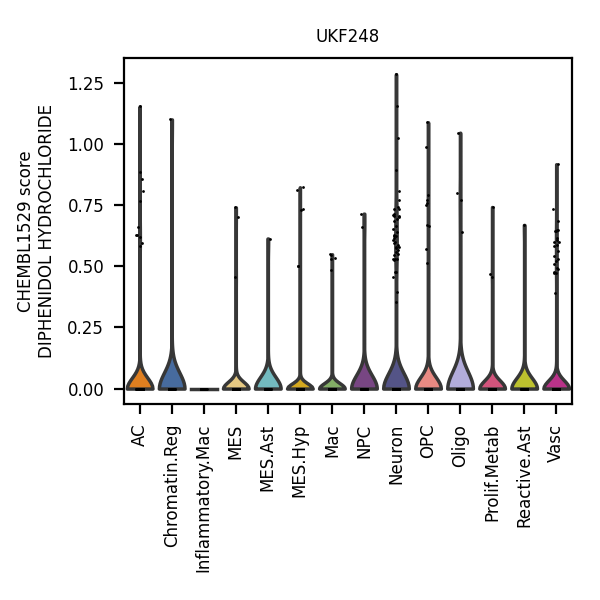 UKF248
CHEMBL1529 score
DIPHENIDOL HYDROCHLORIDE
1.25
1.00
0.75
0.50
0.25
0.00
AC
Chromatin.Reg
Inflammatory.Mac
MES
MES.Ast
MES.Hyp
Mac
NPC
Neuron
OPC
Oligo
Prolif.Metab
Reactive.Ast
Vasc